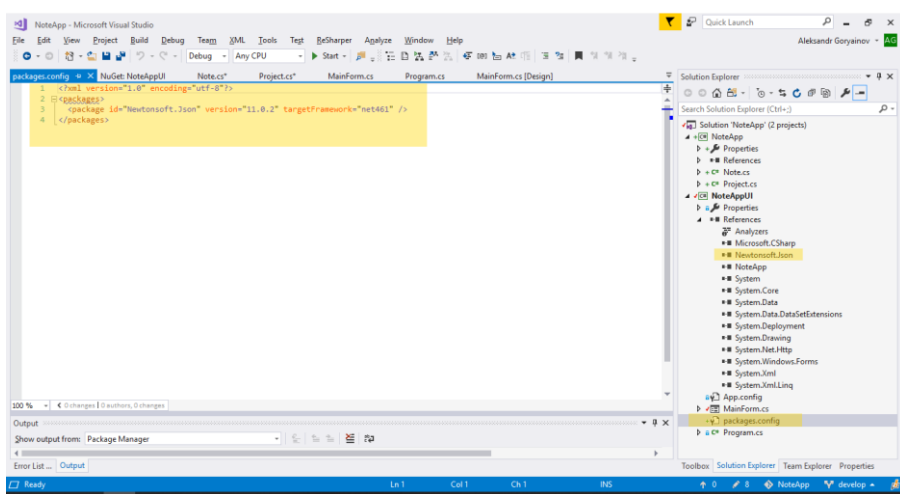 NoteApp - Microsoft Visual Studio
Quick Launch
File Edit View Project Build Debug Team XML Tools Test ReSharper Analyze Window Help
Aleksandr Goryainov AG
Debug Any CPU Start
packages.config NuGet: NoteAppUI Note.cs* Project.cs* MainForm.cs Program.cs MainForm.cs [Design]
1 <?xml version="1.0" encoding="utf-8"?>
2 <packages>
3 <package id="Newtonsoft.Json" version="11.0.2" targetFramework="net461" />
4 </packages>
100 % 0 changes | 0 authors, 0 changes
Output
Show output from: Package Manager
Error List ... Output
Solution Explorer
Search Solution Explorer (Ctrl+;)
Solution 'NoteApp' (2 projects)
NoteApp
Properties
References
Note.cs
Project.cs
NoteAppUI
Properties
References
Analyzers
Microsoft.CSharp
Newtonsoft.Json
NoteApp
System
System.Core
System.Data
System.Data.DataSetExtensions
System.Deployment
System.Drawing
System.Net.Http
System.Windows.Forms
System.Xml
System.Xml.Linq
App.config
MainForm.cs
packages.config
Program.cs
Toolbox Solution Explorer Team Explorer Properties
Ready Ln 1 Col 1 Ch 1 INS 0 8 NoteApp develop